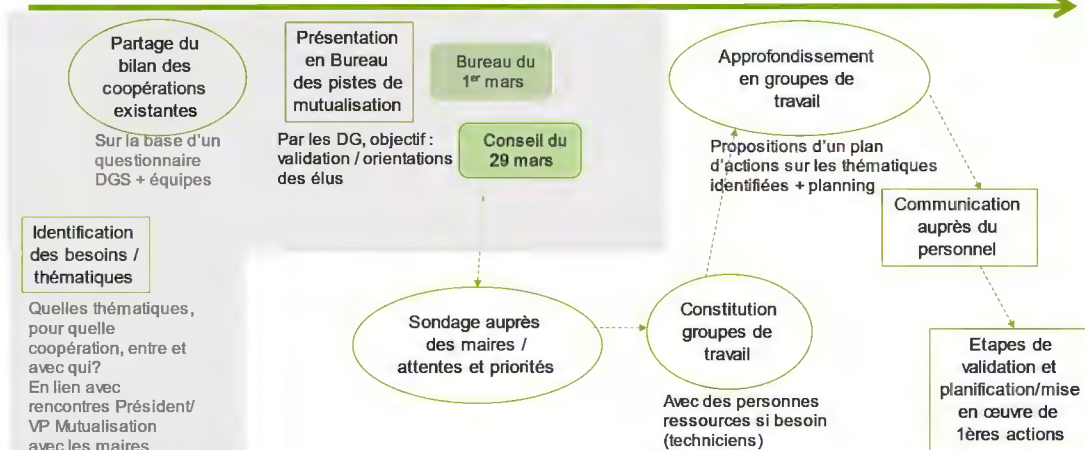 Partage du
bilan des
coopérations
existantes
Sur la base d'un
questionnaire
DGS + équipes
Présentation
en Bureau
des pistes de
mutualisation
Par les DG, objectif :
validation / orientations
des élus
Bureau du
1er mars
Conseil du
29 mars
Approfondissement
en groupes de
travail
Propositions d'un plan
d'actions sur les thématiques
identifiées + planning
Identification
des besoins /
thématiques
Quelles thématiques,
pour quelle
coopération, entre et
avec qui?
En lien avec
rencontres Président/
VP Mutualisation
avec les maires
Sondage auprès
des maires /
attentes et priorités
Constitution
groupes de
travail
Avec des personnes
ressources si besoin
(techniciens)
Communication
auprès du
personnel
Etapes de
validation et
planification/mise
en œuvre de
1ères actions